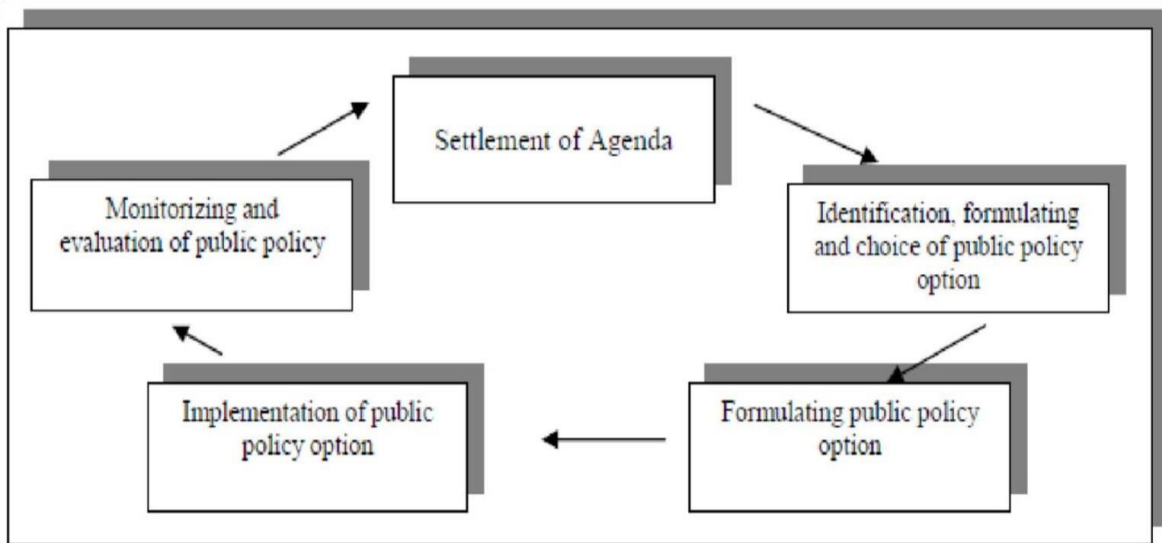 Settlement of Agenda
Identification, formulating
and choice of public policy
option
Formulating public policy
option
Implementation of public
policy option
Monitorizing and
evaluation of public policy